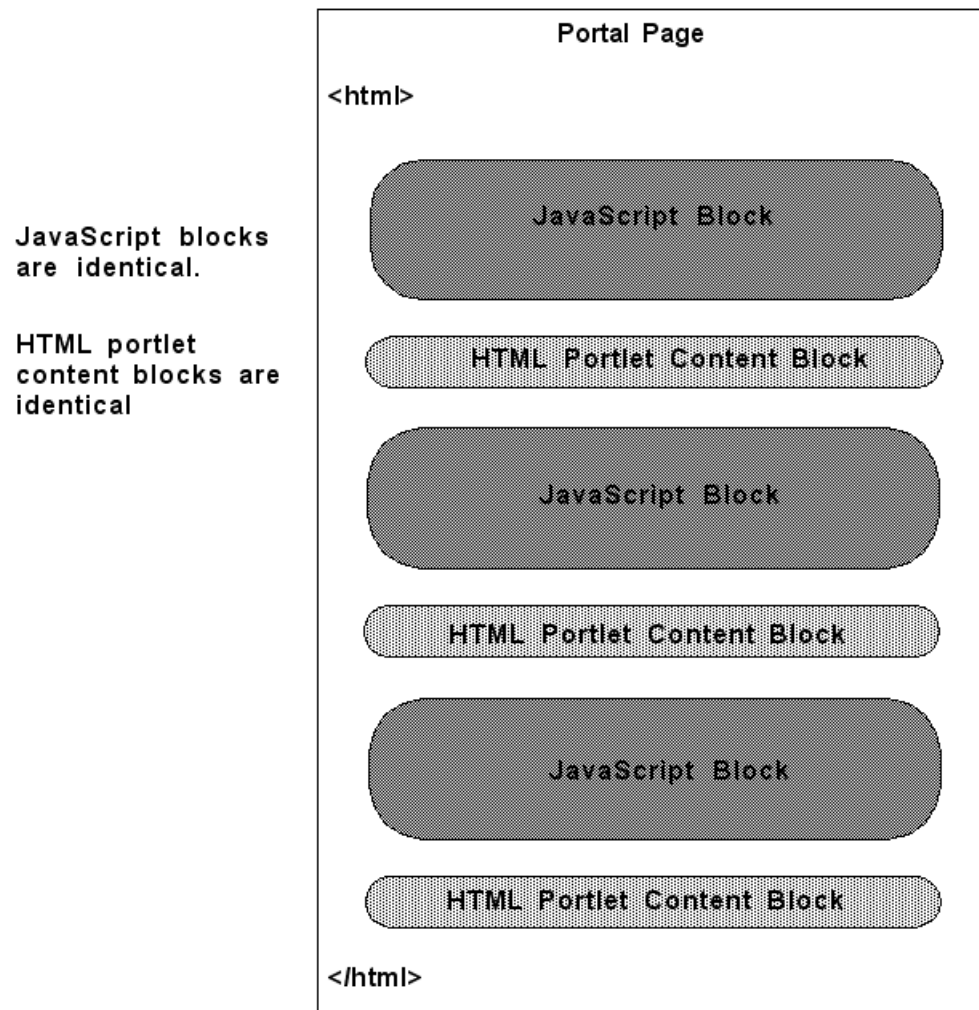 Portal Page
<html>
JavaScript Block
JavaScript blocks
are identical.
HTML portlet
content blocks are
identical
HTML Portlet Content Block
JavaScript Block
HTML Portlet Content Block
JavaScript Block
HTML Portlet Content Block
</html>